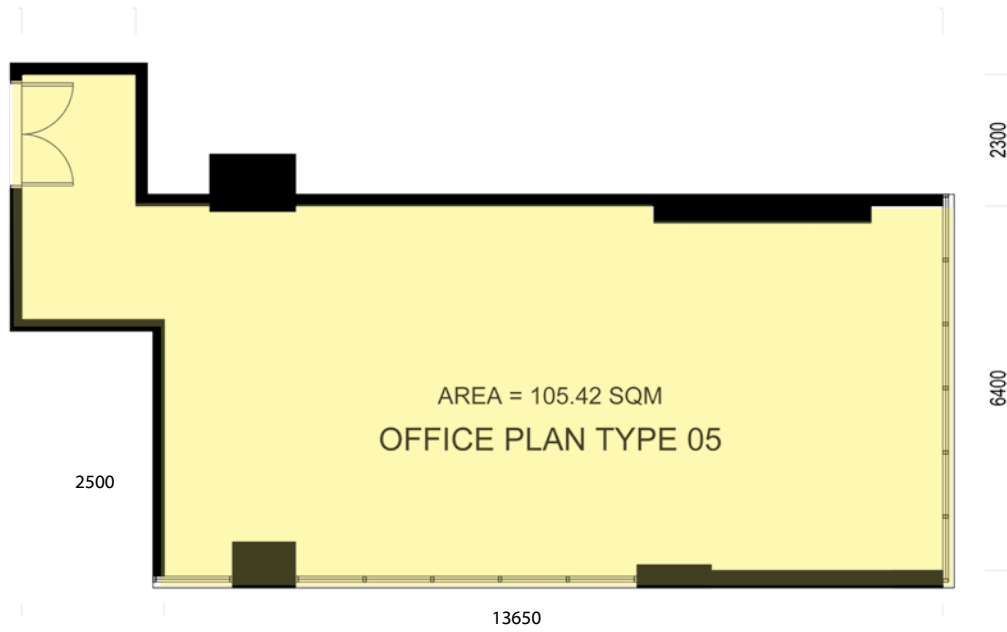 2300
6400
AREA = 105.42 SQM
OFFICE PLAN TYPE 05
2500
13650